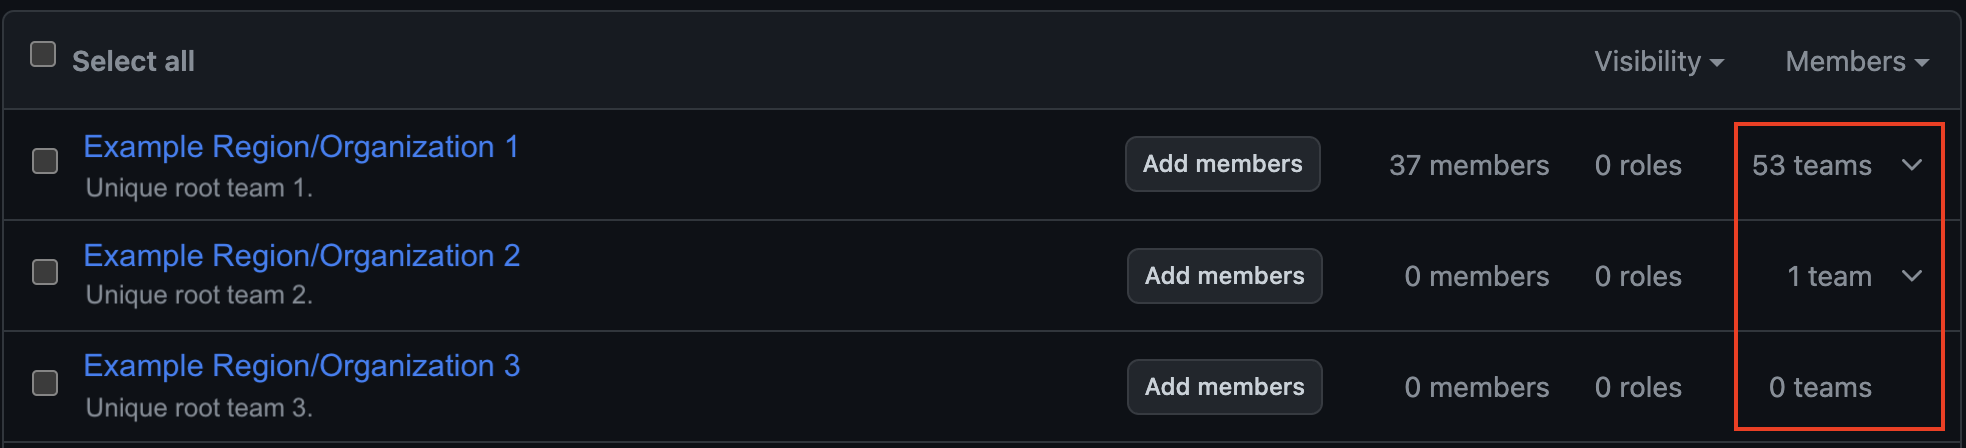 Select all Visibility Members
Example Region/Organization 1
Unique root team 1.
Add members 37 members 0 roles 53 teams
Example Region/Organization 2
Unique root team 2.
Add members 0 members 0 roles 1 team
Example Region/Organization 3
Unique root team 3.
Add members 0 members 0 roles 0 teams